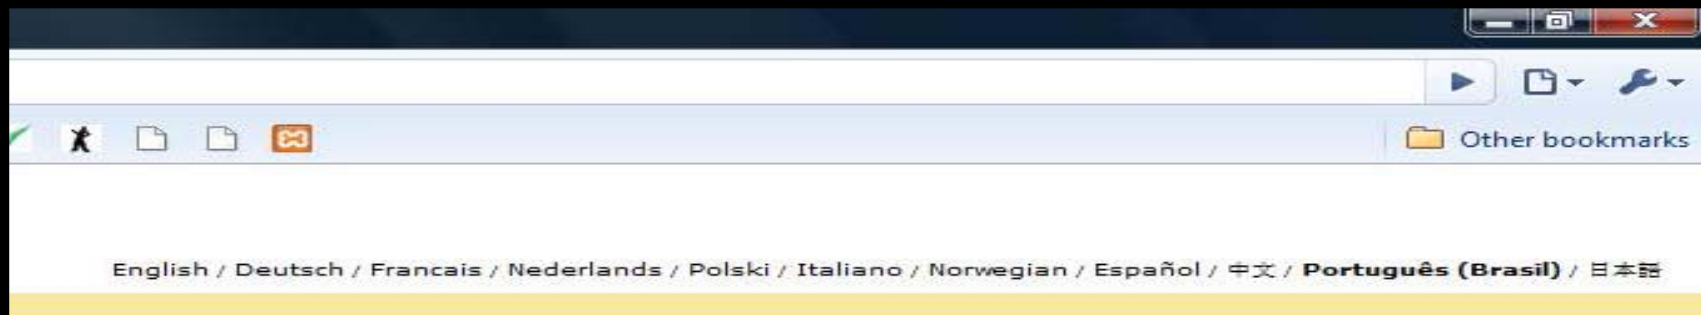 Other bookmarks
English / Deutsch / Francais / Nederlands / Polski / Italiano / Norwegian / Español / 中文 / Português (Brasil) / 日本語